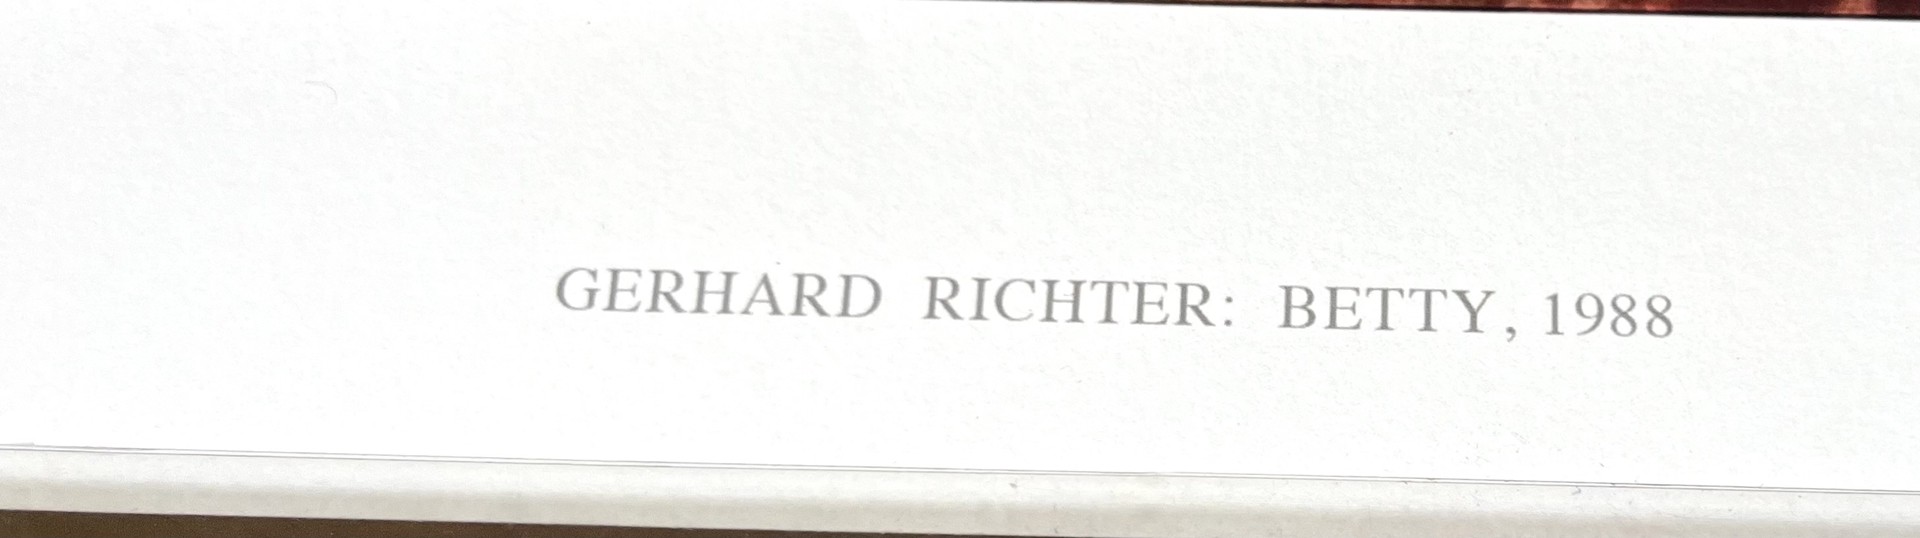 GERHARD RICHTER: BETTY, 1988